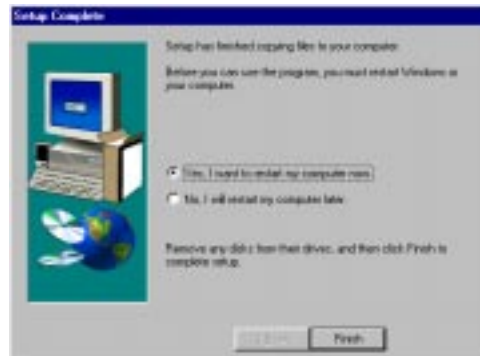 Setup Complete
Setup has finished copying files to your computer.
Before you can use the program, you must restart Windows or
your computer.
Yes, I want to restart my computer now.
No, I will restart my computer later.
Remove any disks from their drives, and then click Finish to
complete setup.
Finish